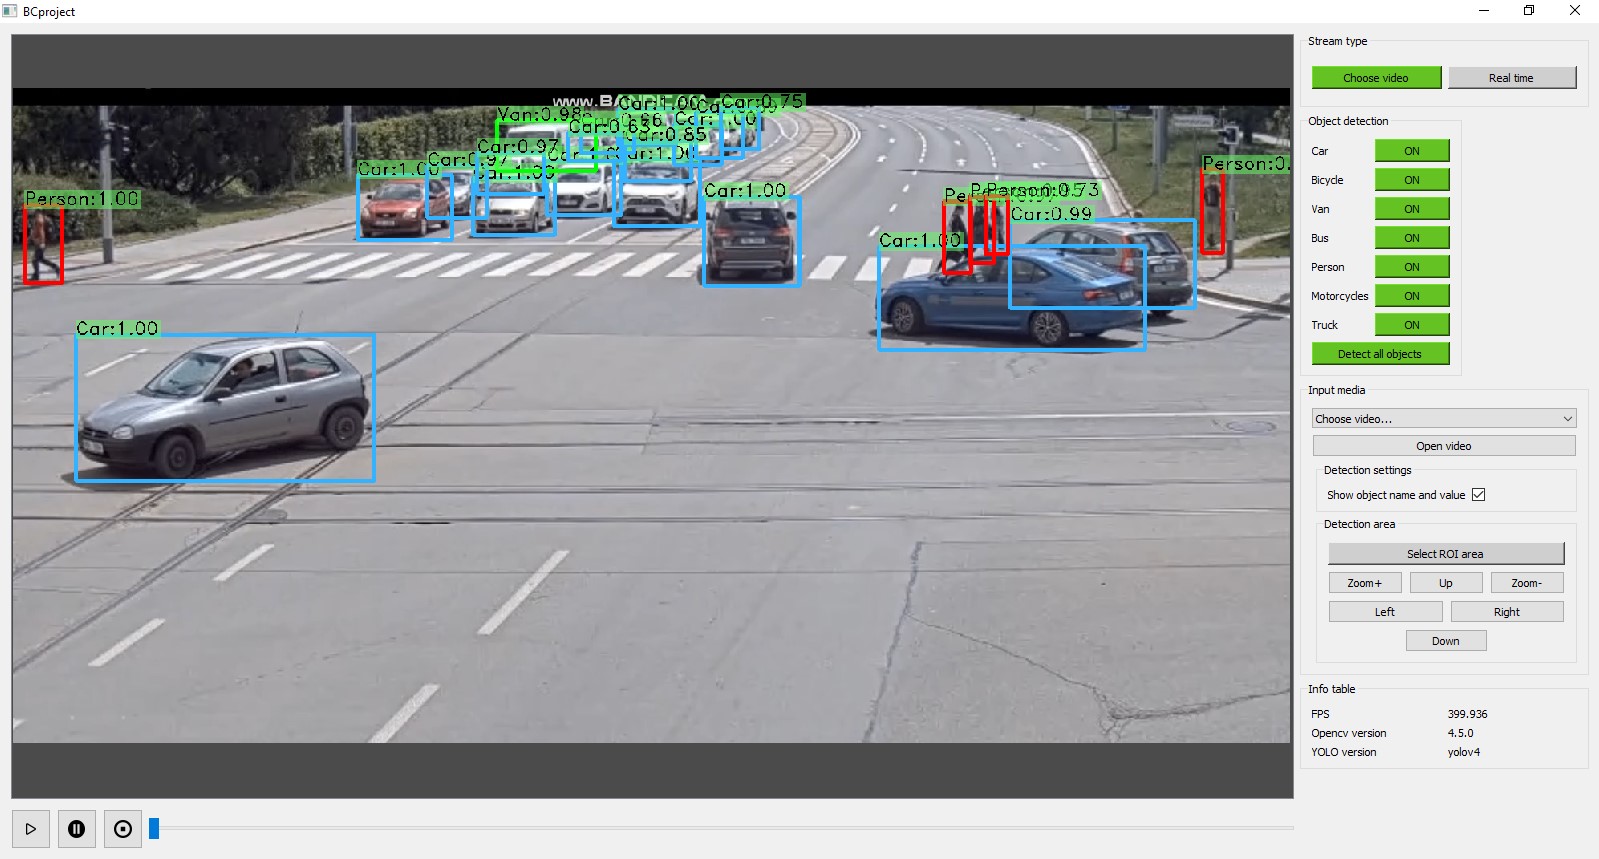 BCproject
Stream type
Choose video
Real time
Object detection
Car ON
Bicycle ON
Van ON
Bus ON
Person ON
Motorcycles ON
Truck ON
Detect all objects
Input media
Choose video...
Open video
Detection settings
Show object name and value
Detection area
Select ROI area
Zoom+ Up Zoom-
Left Right
Down
Info table
FPS 399.936
Opencv version 4.5.0
YOLO version yolov4
Car:1.00
Car:0.75
Van:0.98
Car:0.63
Car:0.85
Car:0.97
Car:0.97
Car:1.00
Car:1.00
Car:1.00
Person:1.00
Person:0.73
Person:0.
Car:0.99
Car:1.00
Car:1.00